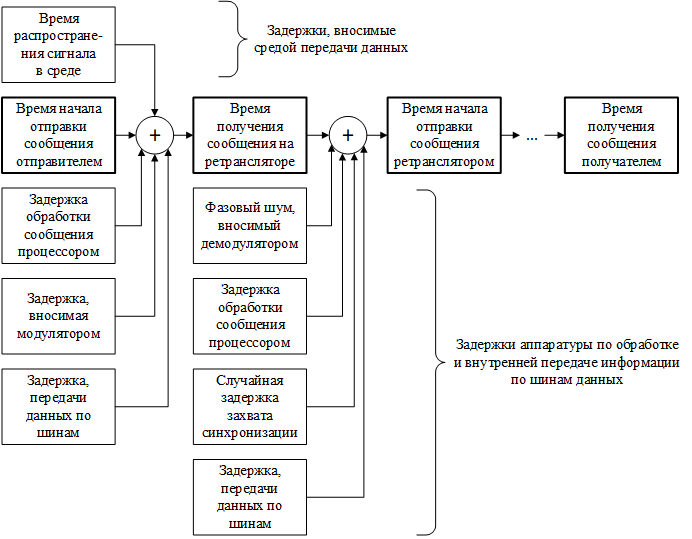 Время
распростране-
ния сигнала
в среде
Задержки, вносимые
средой передачи данных
Время начала
отправки
сообщения
отправителем
+
Время
получения
сообщения на
ретрансляторе
+
Время начала
отправки
сообщения
ретранслятором
...
Время
получения
сообщения
получателем
Задержка
обработки
сообщения
процессором
Фазовый шум,
вносимый
демодулятором
Задержка,
вносимая
модулятором
Задержка
обработки
сообщения
процессором
Задержки аппаратуры по обработке
и внутренней передаче информации
по шинам данных
Задержка,
передачи
данных по
шинам
Случайная
задержка
захвата
синхронизации
Задержка,
передачи
данных по
шинам